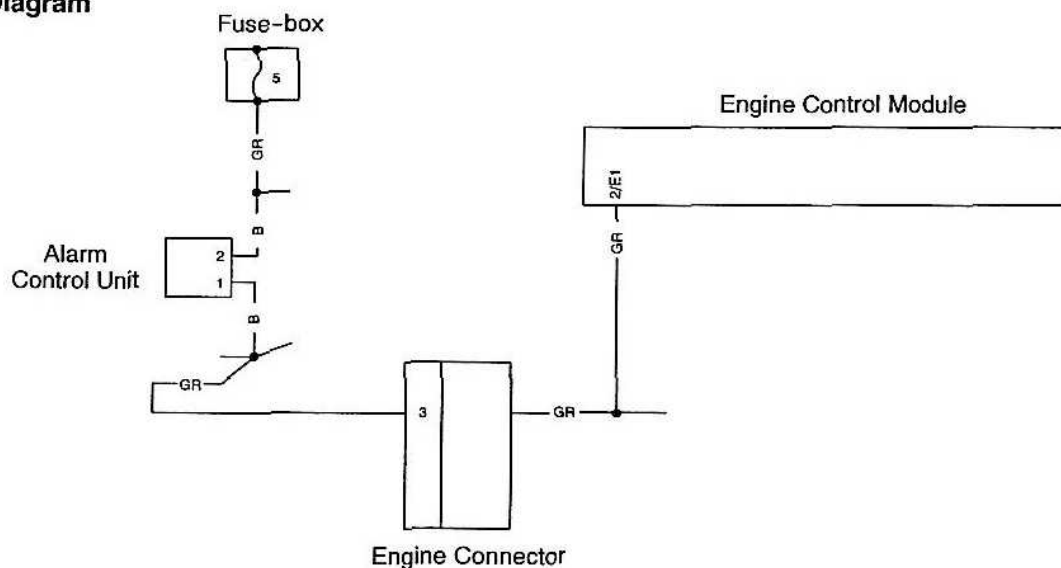 Diagram
Fuse-box
5
GR
B
Alarm
Control Unit
2
1
B
GR
3
GR
Engine Connector
Engine Control Module
2/E1
GR